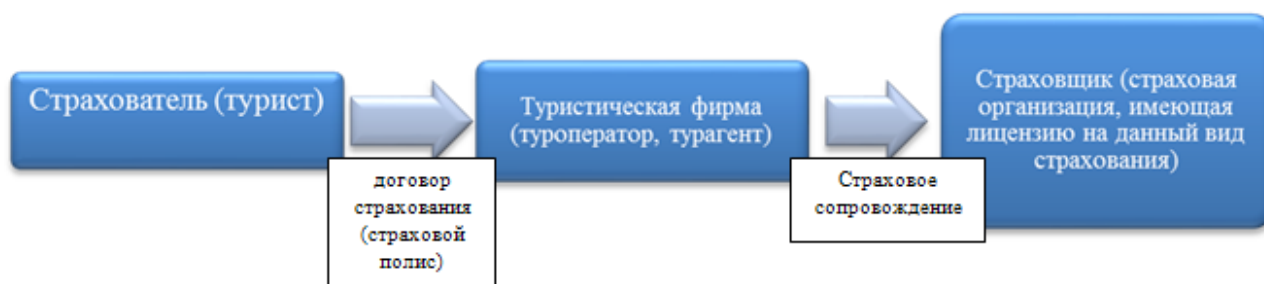 Страхователь (турист)
договор
страхования
(страховой
полис)
Туристическая фирма
(туроператор, турагент)
Страховое
сопровождение
Страховщик (страховая
организация, имеющая
лицензию на данный вид
страхования)